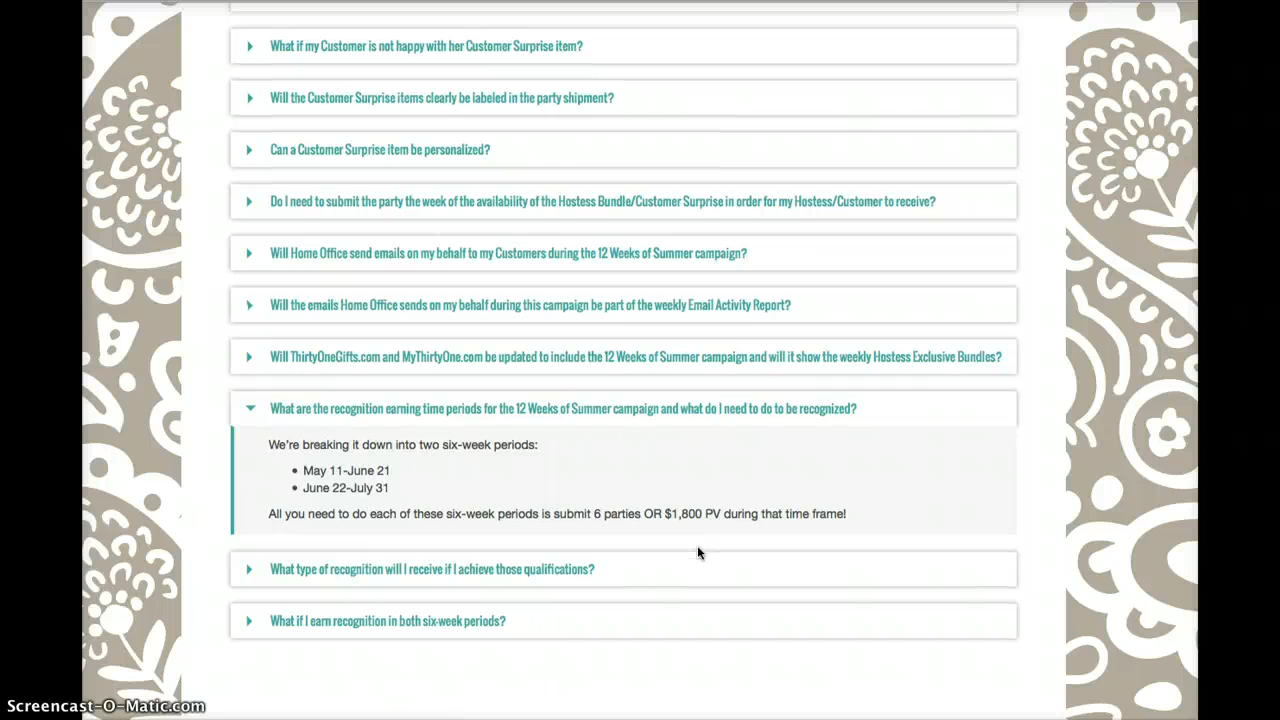 What if my Customer is not happy with her Customer Surprise item?
Will the Customer Surprise items clearly be labeled in the party shipment?
Can a Customer Surprise item be personalized?
Do I need to submit the party the week of the availability of the Hostess Bundle/Customer Surprise in order for my Hostess/Customer to receive?
Will Home Office send emails on my behalf to my Customers during the 12 Weeks of Summer campaign?
Will the emails Home Office sends on my behalf during this campaign be part of the weekly Email Activity Report?
Will ThirtyOneGifts.com and MyThirtyOne.com be updated to include the 12 Weeks of Summer campaign and will it show the weekly Hostess Exclusive Bundles?
What are the recognition earning time periods for the 12 Weeks of Summer campaign and what do I need to do to be recognized?
We're breaking it down into two six-week periods:
• May 11-June 21
• June 22-July 31
All you need to do each of these six-week periods is submit 6 parties OR $1,800 PV during that time frame!
What type of recognition will I receive if I achieve those qualifications?
What if I earn recognition in both six-week periods?
Screencast-O-Matic.com